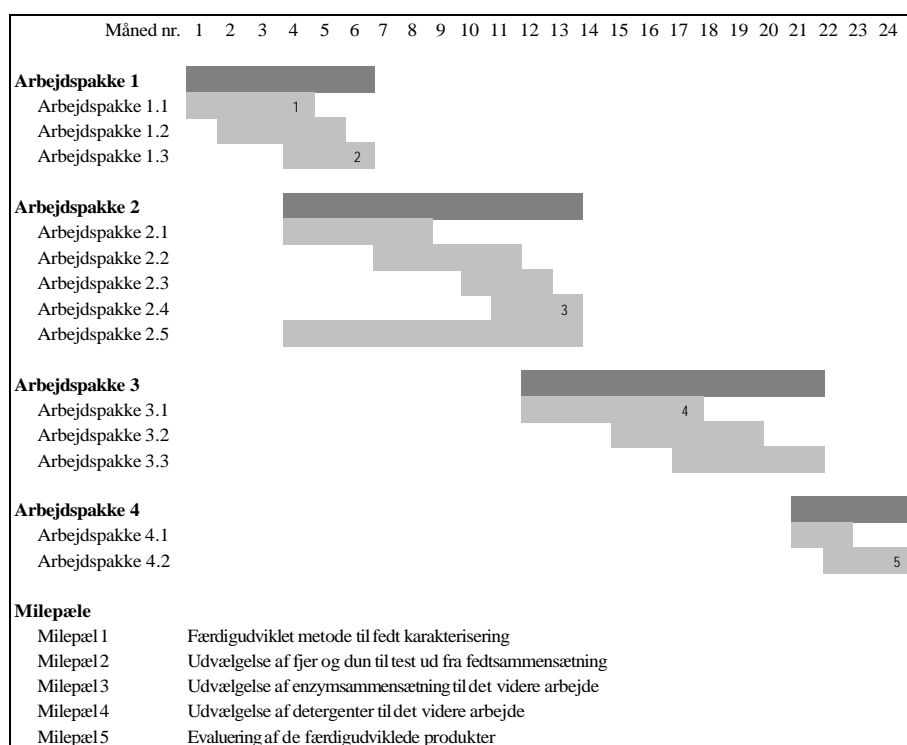 Måned nr. 1 2 3 4 5 6 7 8 9 10 11 12 13 14 15 16 17 18 19 20 21 22 23 24
Arbejdspakke 1
Arbejdspakke 1.1 1
Arbejdspakke 1.2
Arbejdspakke 1.3 2
Arbejdspakke 2
Arbejdspakke 2.1
Arbejdspakke 2.2
Arbejdspakke 2.3
Arbejdspakke 2.4 3
Arbejdspakke 2.5
Arbejdspakke 3
Arbejdspakke 3.1 4
Arbejdspakke 3.2
Arbejdspakke 3.3
Arbejdspakke 4
Arbejdspakke 4.1
Arbejdspakke 4.2 5
Milepæle
Milepæl 1 Færdigudviklet metode til fedt karakterisering
Milepæl 2 Udvælgelse af fjer og dun til test ud fra fedtsammensætning
Milepæl 3 Udvælgelse af enzymsammensætning til det videre arbejde
Milepæl 4 Udvælgelse af detergenter til det videre arbejde
Milepæl 5 Evaluering af de færdigudviklede produkter